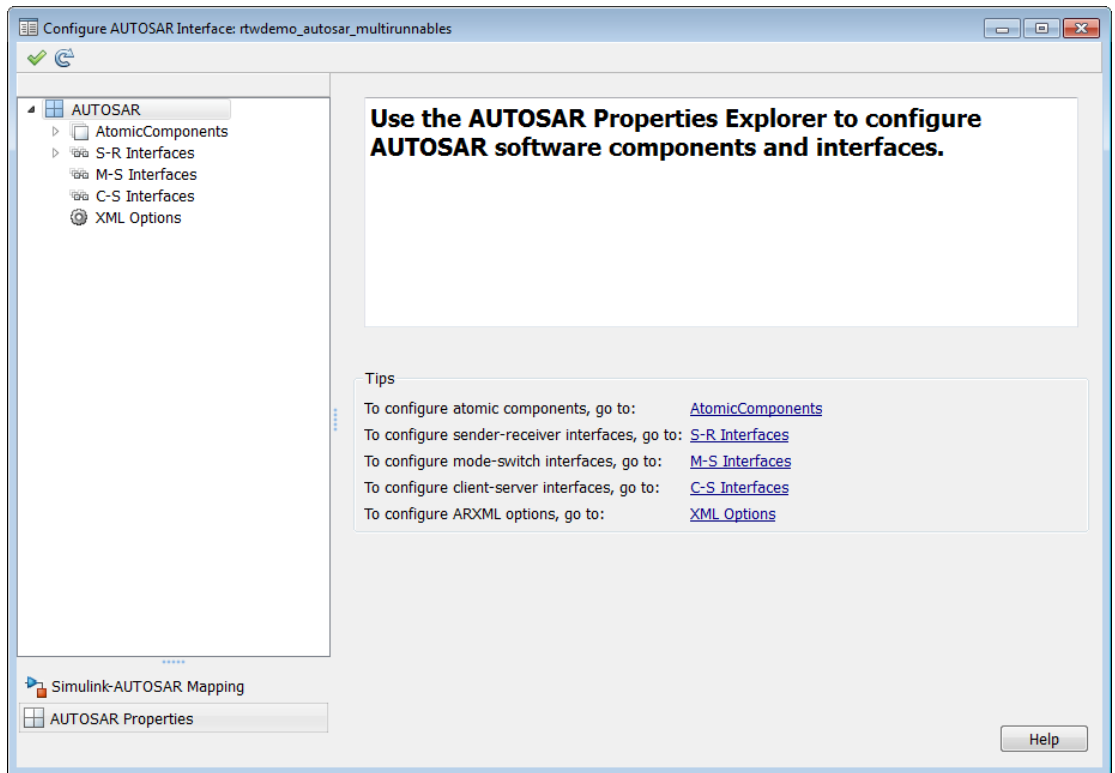 Configure AUTOSAR Interface: rtwdemo_autosar_multirunnables
AUTOSAR
AtomicComponents
S-R Interfaces
M-S Interfaces
C-S Interfaces
XML Options
Use the AUTOSAR Properties Explorer to configure
AUTOSAR software components and interfaces.
Tips
To configure atomic components, go to: AtomicComponents
To configure sender-receiver interfaces, go to: S-R Interfaces
To configure mode-switch interfaces, go to: M-S Interfaces
To configure client-server interfaces, go to: C-S Interfaces
To configure ARXML options, go to: XML Options
Simulink-AUTOSAR Mapping
AUTOSAR Properties
Help